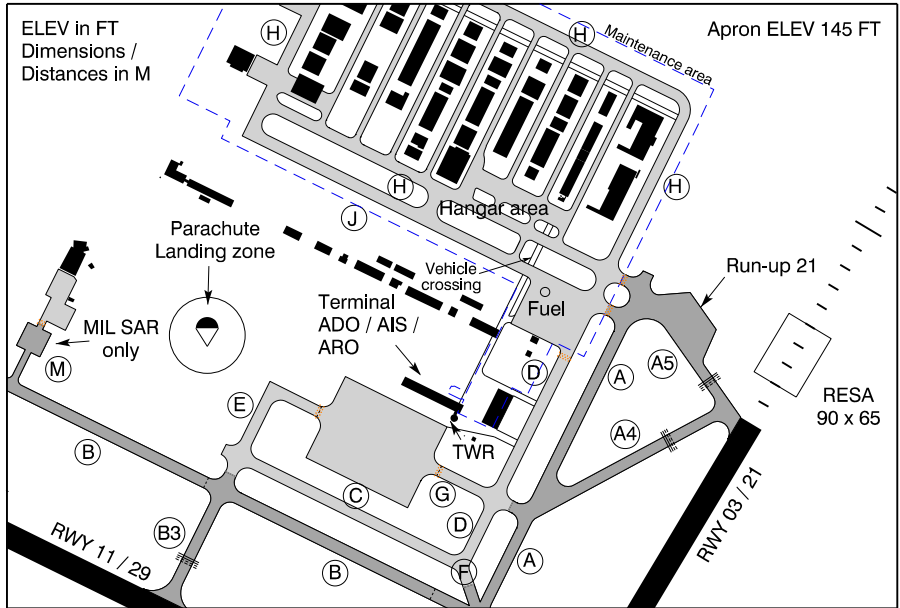 ELEV in FT
Dimensions /
Distances in M
Apron ELEV 145 FT
H
H
Maintenance area
H
H
Hangar area
J
Parachute
Landing zone
Vehicle
crossing
Run-up 21
Fuel
Terminal
ADO / AIS /
ARO
MIL SAR
only
M
D
A
A5
RESA
90 x 65
E
A4
TWR
B
C
G
D
RWY 03 / 21
B3
RWY 11 / 29
B
F
A